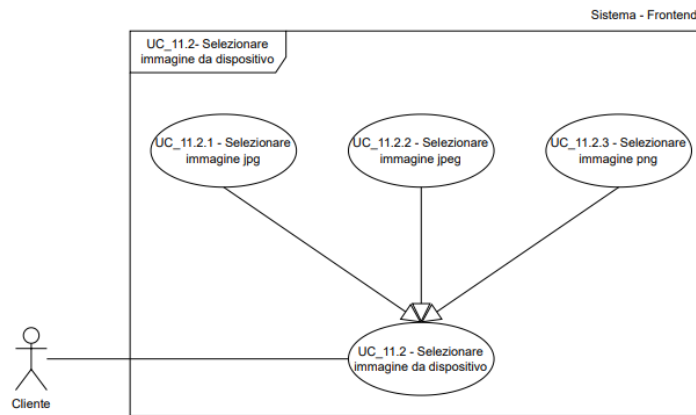 Sistema - Frontend
UC_11.2- Selezionare
immagine da dispositivo
UC_11.2.1 - Selezionare
immagine jpg
UC_11.2.2 - Selezionare
immagine jpeg
UC_11.2.3 - Selezionare
immagine png
UC_11.2 - Selezionare
immagine da dispositivo
Cliente